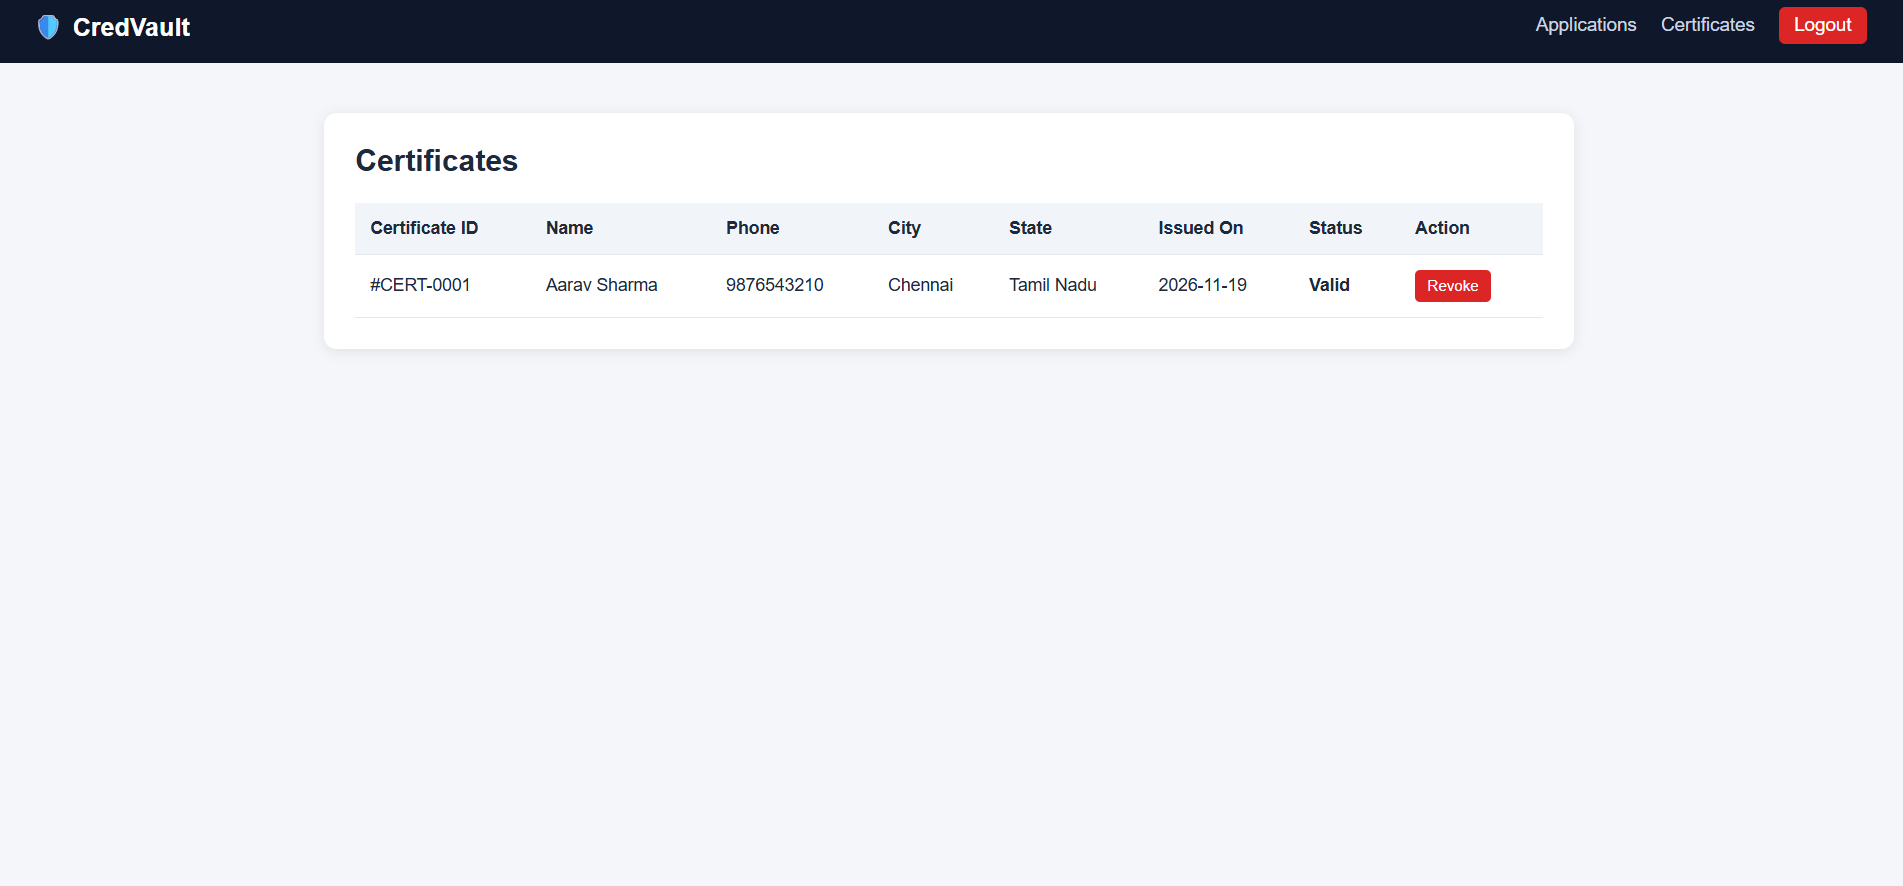 CredVault
Applications Certificates Logout
Certificates
Certificate ID Name Phone City State Issued On Status Action
#CERT-0001 Aarav Sharma 9876543210 Chennai Tamil Nadu 2026-11-19 Valid Revoke